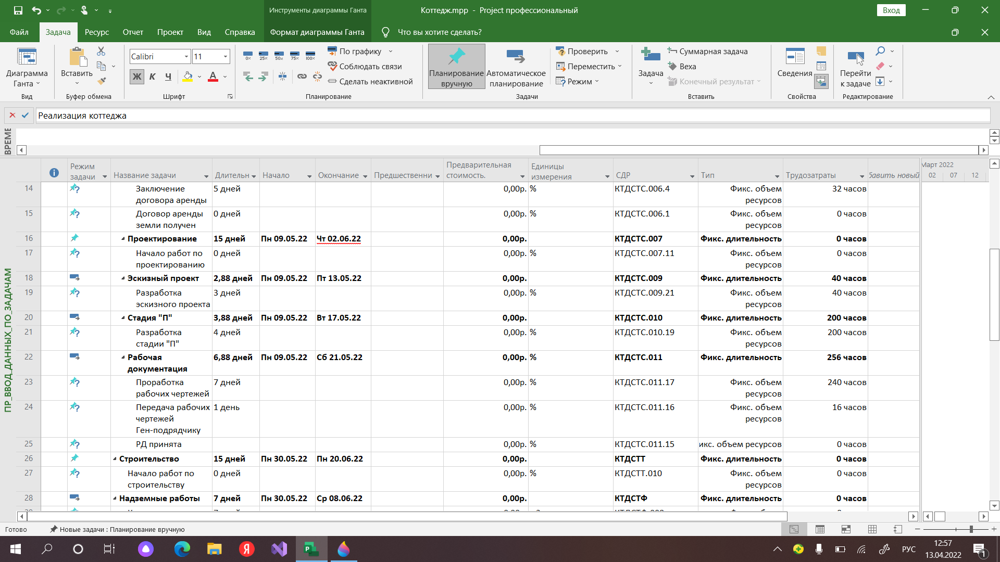 Инструменты диаграммы Ганта
Коттедж.mpp - Project профессиональный
Вход
Файл Задача Ресурс Отчет Проект Вид Справка Формат диаграммы Ганта Что вы хотите сделать?
Диаграмма Ганта
Вид
Вставить
Буфер обмена
Calibri 11
Ж К Ч А
Шрифт
0% 25% 50% 75% 100%
По графику
Соблюдать связи
Сделать неактивной
Планирование
Планирование вручную
Автоматическое планирование
Проверить
Переместить
Режим
Задачи
Задача
Суммарная задача
Веха
Конечный результат
Вставить
Сведения
Свойства
Перейти к задаче
Редактирование
Реализация коттеджа
ВРЕМЕ
ПР_ВВОД_ДАННЫХ_ПО_ЗАДАЧАМ
Режим задачи Название задачи Длительн Начало Окончание Предшественни Предварительная стоимость. Единицы измерения СДР Тип Трудозатраты бавить новый
Март 2022
02 07 12
14 Заключение договора аренды 5 дней 0,00р. % КТДСТС.006.4 Фикс. объем ресурсов 32 часов
15 Договор аренды земли получен 0 дней 0,00р. % КТДСТС.006.1 Фикс. объем ресурсов 0 часов
16 Проектирование 15 дней Пн 09.05.22 Чт 02.06.22 0,00р. КТДСТС.007 Фикс. длительность 0 часов
17 Начало работ по проектированию 0 дней 0,00р. % КТДСТС.007.11 Фикс. объем ресурсов 0 часов
18 Эскизный проект 2,88 дней Пн 09.05.22 Пт 13.05.22 0,00р. КТДСТС.009 Фикс. длительность 40 часов
19 Разработка эскизного проекта 3 дней 0,00р. % КТДСТС.009.21 Фикс. объем ресурсов 40 часов
20 Стадия "П" 3,88 дней Пн 09.05.22 Вт 17.05.22 0,00р. КТДСТС.010 Фикс. длительность 200 часов
21 Разработка стадии "П" 4 дней 0,00р. % КТДСТС.010.19 Фикс. объем ресурсов 200 часов
22 Рабочая документация 6,88 дней Пн 09.05.22 Сб 21.05.22 0,00р. % КТДСТС.011 Фикс. длительность 256 часов
23 Проработка рабочих чертежей 7 дней 0,00р. % КТДСТС.011.17 Фикс. объем ресурсов 240 часов
24 Передача рабочих чертежей Ген-подрядчику 1 день 0,00р. % КТДСТС.011.16 Фикс. объем ресурсов 16 часов
25 РД принята 0,00р. % КТДСТС.011.15 икс. объем ресурсов 0 часов
26 Строительство 15 дней Пн 30.05.22 Пн 20.06.22 0,00р. КТДСТТ Фикс. длительность 0 часов
27 Начало работ по строительству 0 дней 0,00р. % КТДСТТ.010 Фикс. объем ресурсов 0 часов
28 Надземные работы 7 дней Пн 30.05.22 Ср 08.06.22 0,00р. КТДСТФ Фикс. длительность 0 часов
Готово Новые задачи : Планирование вручную
РУС
12:57
13.04.2022
1